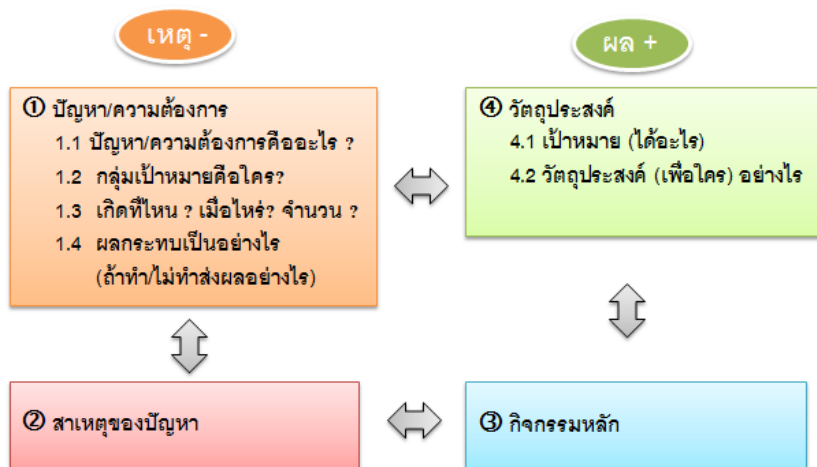 เหตุ -
ผล +
① ปัญหา/ความต้องการ
1.1 ปัญหา/ความต้องการคืออะไร ?
1.2 กลุ่มเป้าหมายคือใคร?
1.3 เกิดที่ไหน ? เมื่อไหร่? จำนวน ?
1.4 ผลกระทบเป็นอย่างไร
(ถ้าทำ/ไม่ทำส่งผลอย่างไร)
④ วัตถุประสงค์
4.1 เป้าหมาย (ได้อะไร)
4.2 วัตถุประสงค์ (เพื่อใคร) อย่างไร
② สาเหตุของปัญหา
③ กิจกรรมหลัก